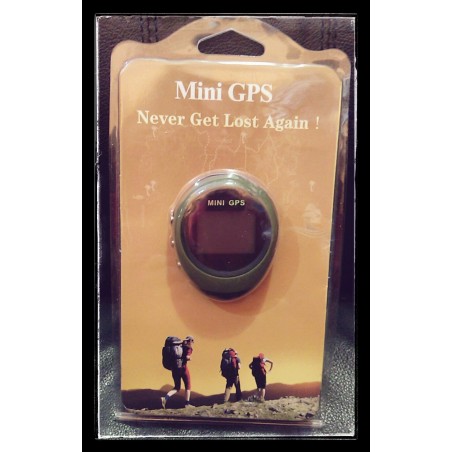 Mini GPS
Never Get Lost Again !
MINI GPS